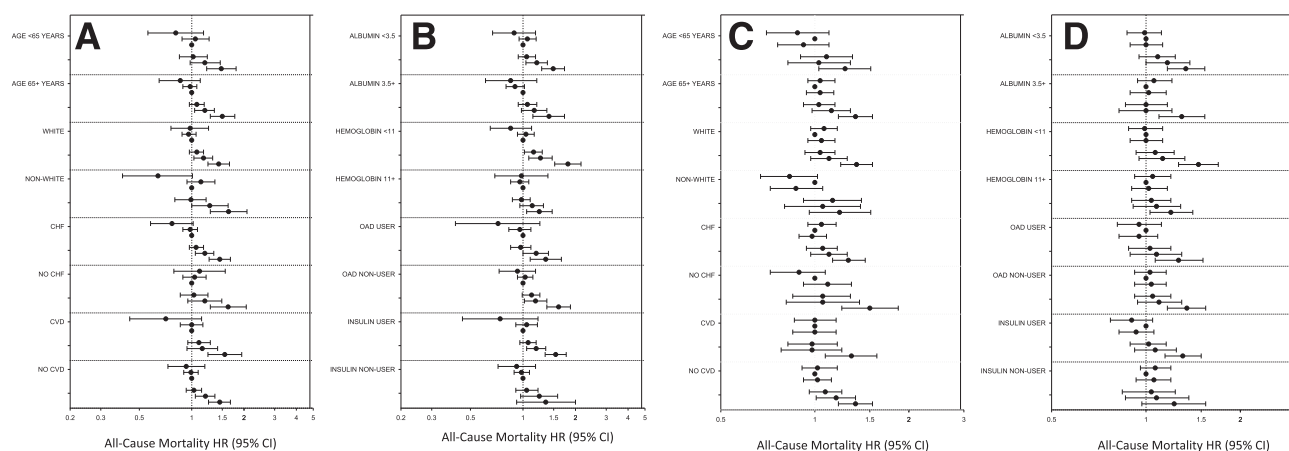 A
AGE <65 YEARS
AGE 65+ YEARS
WHITE
NON-WHITE
CHF
NO CHF
CVD
NO CVD
0.2 0.3 0.5 1 1.5 2 3 4 5
All-Cause Mortality HR (95% CI)
B
ALBUMIN <3.5
ALBUMIN 3.5+
HEMOGLOBIN <11
HEMOGLOBIN 11+
OAD USER
OAD NON-USER
INSULIN USER
INSULIN NON-USER
0.2 0.3 0.5 1 1.5 2 3 4 5
All-Cause Mortality HR (95% CI)
C
AGE <65 YEARS
AGE 65+ YEARS
WHITE
NON-WHITE
CHF
NO CHF
CVD
NO CVD
0.5 1 1.5 2 3
All-Cause Mortality HR (95% CI)
D
ALBUMIN <3.5
ALBUMIN 3.5+
HEMOGLOBIN <11
HEMOGLOBIN 11+
OAD USER
OAD NON-USER
INSULIN USER
INSULIN NON-USER
0.5 1 1.5 2
All-Cause Mortality HR (95% CI)